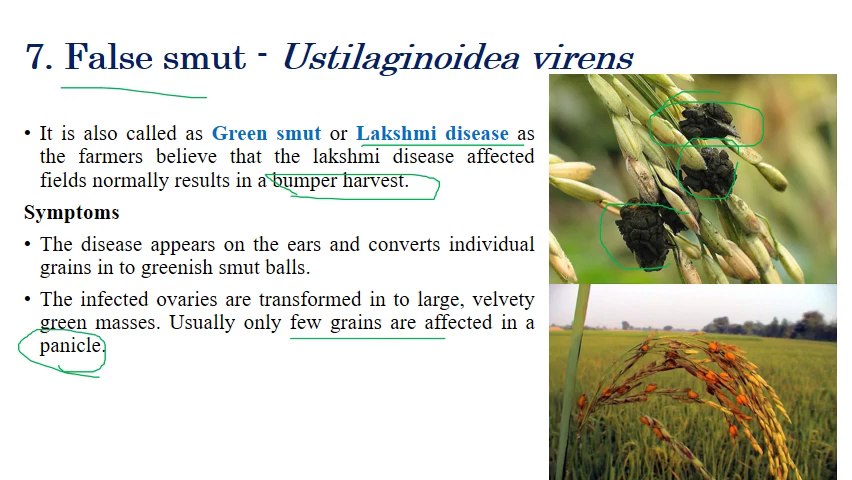 7. False smut - Ustilaginoidea virens
• It is also called as Green smut or Lakshmi disease as
the farmers believe that the lakshmi disease affected
fields normally results in a bumper harvest.
Symptoms
• The disease appears on the ears and converts individual
grains in to greenish smut balls.
• The infected ovaries are transformed in to large, velvety
green masses. Usually only few grains are affected in a
panicle.